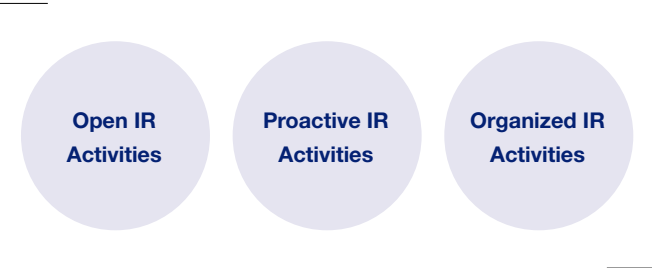 Open IR
Activities
Proactive IR
Activities
Organized IR
Activities